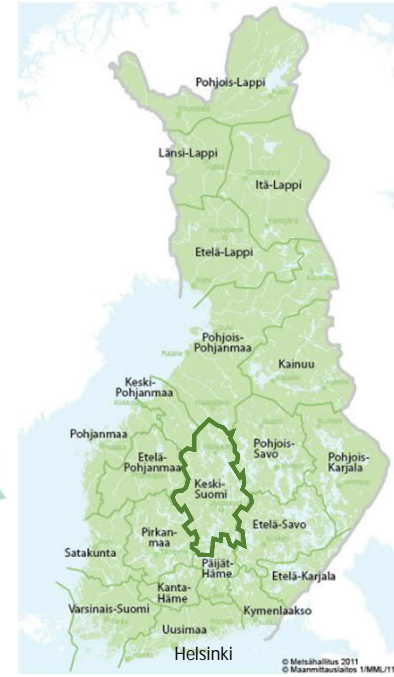 Pohjois-Lappi
Länsi-Lappi
Itä-Lappi
Etelä-Lappi
Pohjois-
Pohjanmaa
Kainuu
Keski-
Pohjanmaa
Pohjanmaa
Etelä-
Pohjanmaa
Pohjois-
Savo
Pohjois-
Karjala
Keski-
Suomi
Pirkan-
maa
Etelä-Savo
Satakunta
Päijät-
Häme
Etelä-Karjala
Kanta-
Häme
Varsinais-Suomi
Kymenlaakso
Uusimaa
Helsinki
© Metsähallitus 2011
© Maanmittauslaitos 1/MML/11